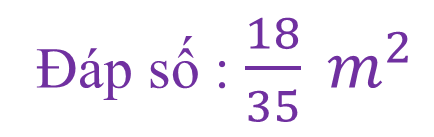 Đáp số : 18/35 m²